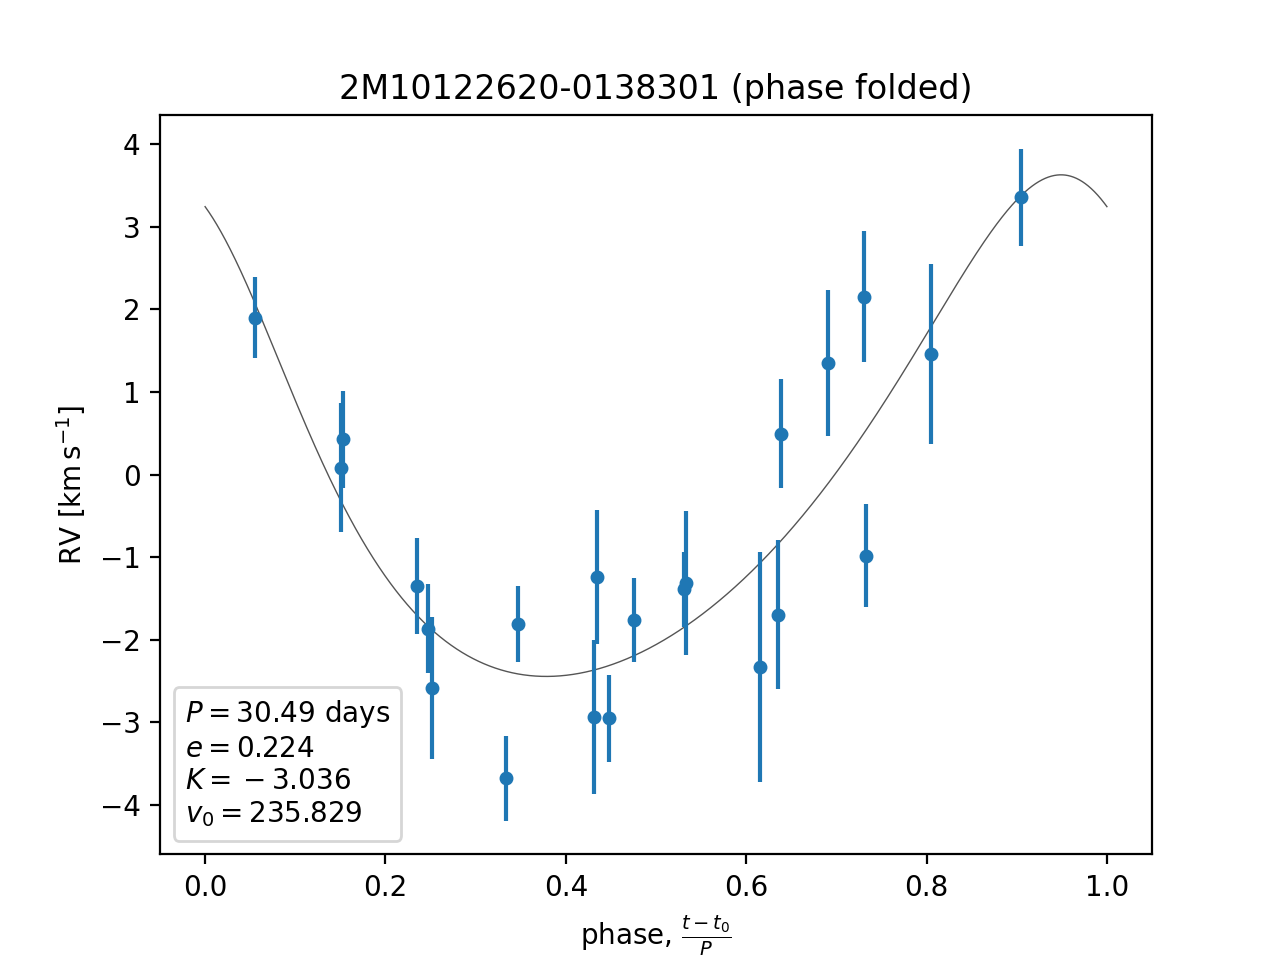 2M10122620-0138301 (phase folded)
RV [km s⁻¹]
4
3
2
1
0
−1
−2
−3
−4
P = 30.49 days
e = 0.224
K = −3.036
v₀ = 235.829
0.0 0.2 0.4 0.6 0.8 1.0
phase, (t − t₀)/P